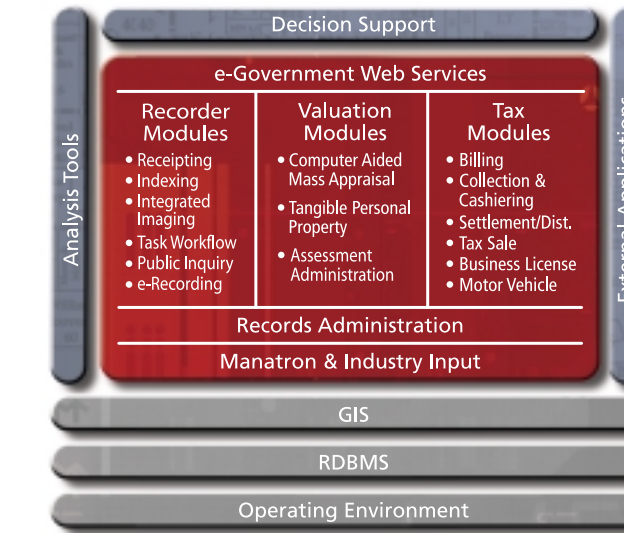 Decision Support
Analysis Tools
e-Government Web Services
Recorder
Modules
• Receipting
• Indexing
• Integrated
Imaging
• Task Workflow
• Public Inquiry
• e-Recording
Valuation
Modules
• Computer Aided
Mass Appraisal
• Tangible Personal
Property
• Assessment
Administration
Tax
Modules
• Billing
• Collection &
Cashiering
• Settlement/Dist.
• Tax Sale
• Business License
• Motor Vehicle
External Applications
Records Administration
Manatron & Industry Input
GIS
RDBMS
Operating Environment